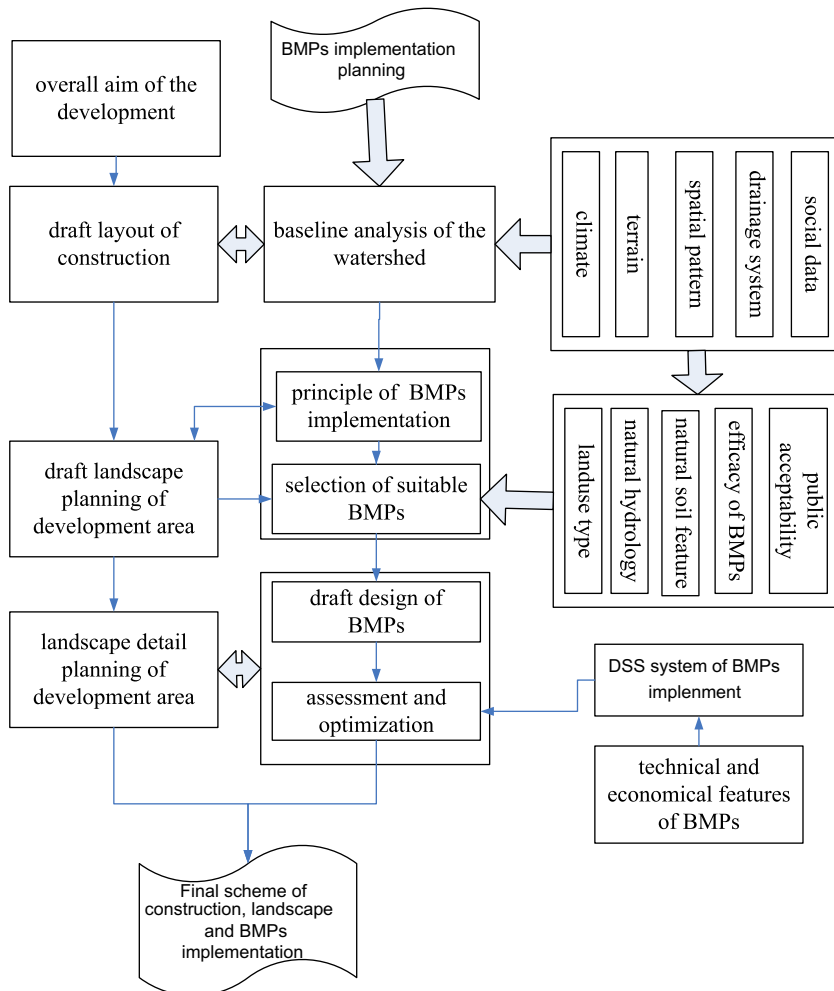 BMPs implementation
planning
overall aim of the
development
draft layout of
construction
baseline analysis of the
watershed
climate
terrain
spatial pattern
drainage system
social data
principle of BMPs
implementation
selection of suitable
BMPs
draft landscape
planning of
development area
landuse type
natural hydrology
natural soil feature
efficacy of BMPs
public
acceptability
draft design of
BMPs
assessment and
optimization
landscape detail
planning of
development area
DSS system of BMPs
implenment
technical and
economical features
of BMPs
Final scheme of
construction, landscape
and BMPs
implementation